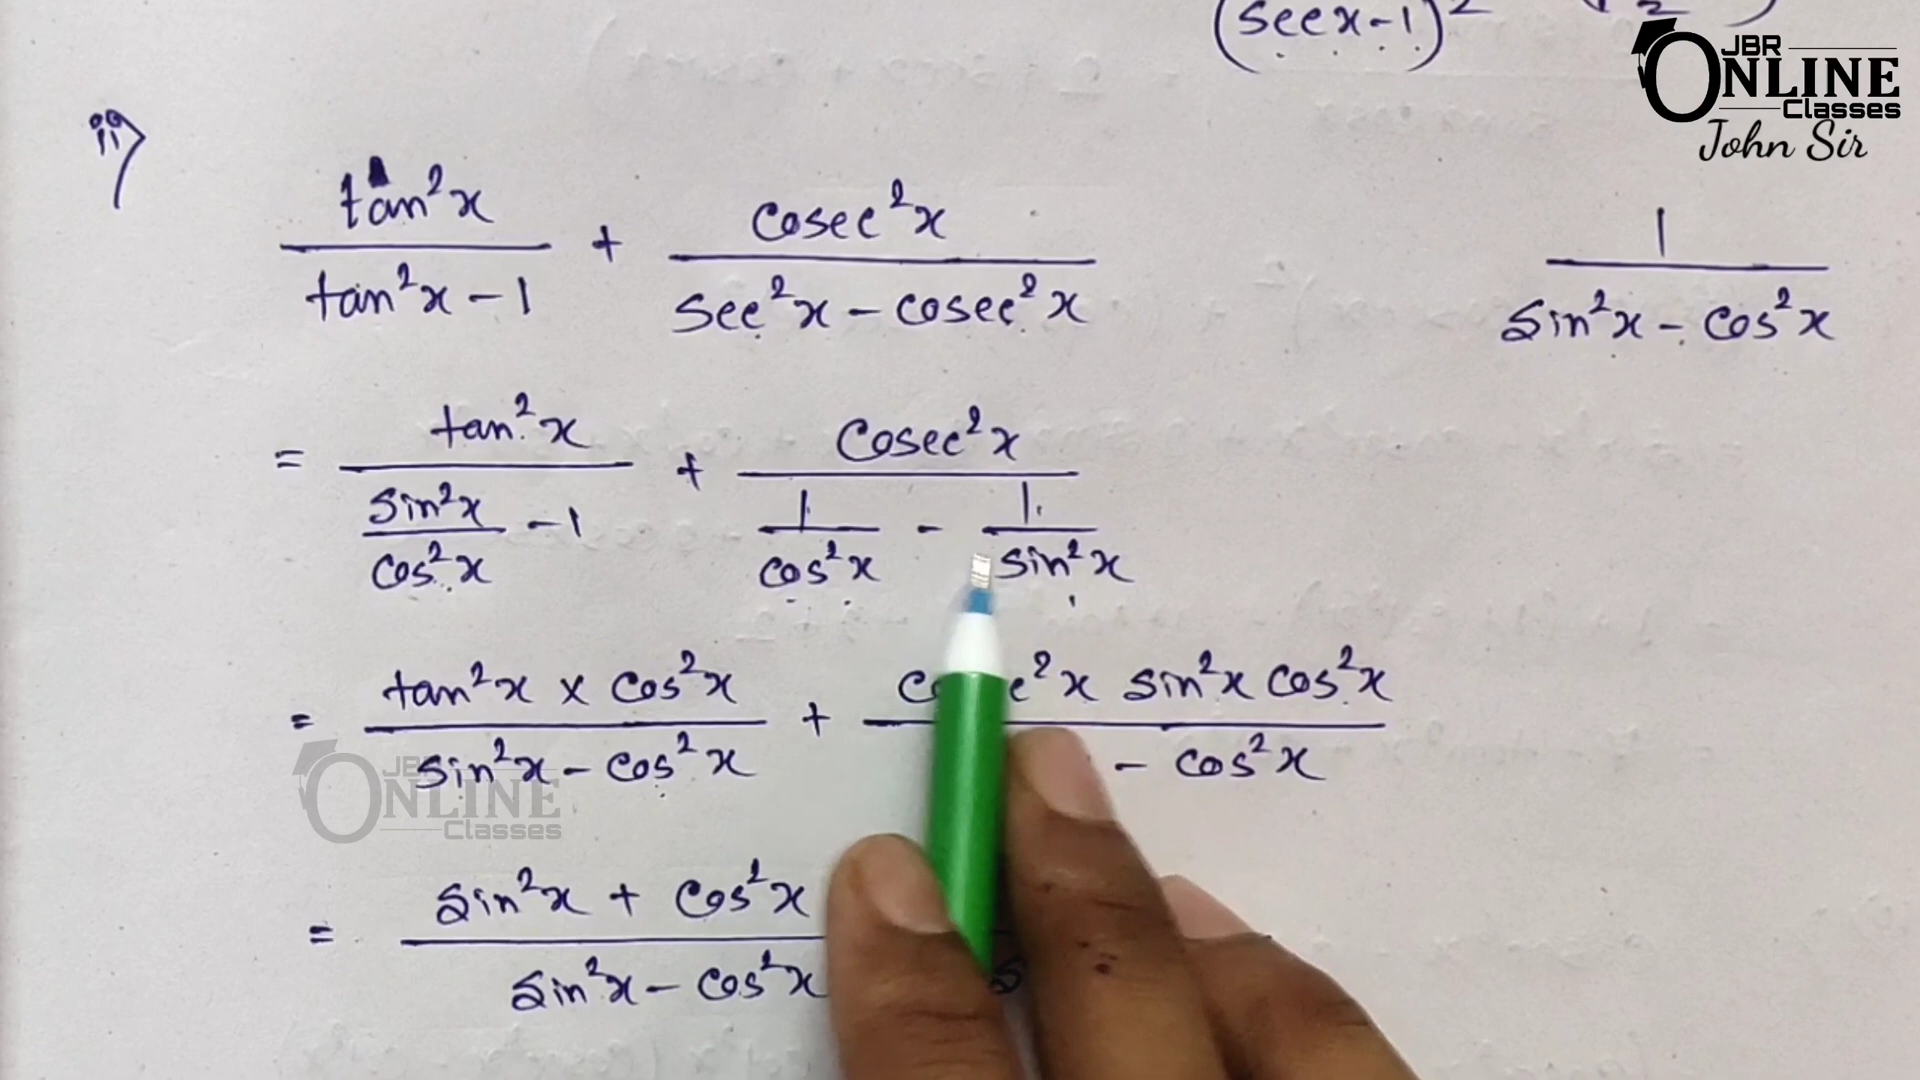 (secx-1)² 2
JBR
ONLINE
Classes
John Sir
ii)
tan²x / tan²x - 1 + cosec²x / sec²x - cosec²x
1 / sin²x - cos²x
= tan²x / sin²x/cos²x - 1 + cosec²x / 1/cos²x - 1/sin²x
= tan²x × cos²x / sin²x - cos²x + c e²x sin²x cos²x / - cos²x
JBR
ONLINE
Classes
= sin²x + cos²x / sin²x - cos²x